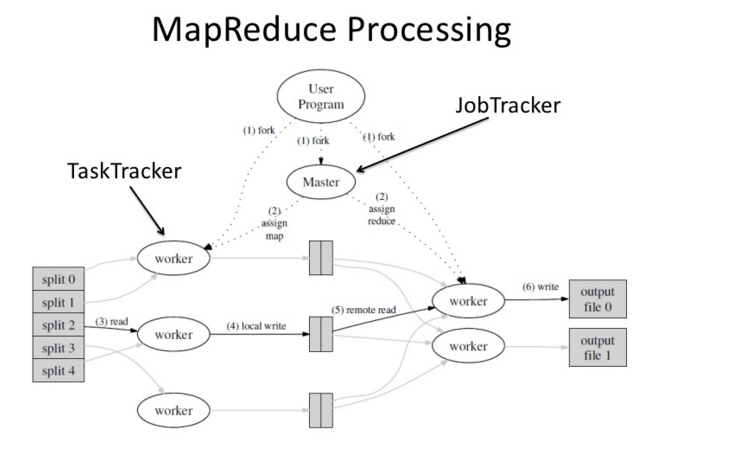 MapReduce Processing
User
Program
JobTracker
(1) fork
(1) fork
(1) fork
TaskTracker
Master
(2)
assign
map
(2)
assign
reduce
worker
split 0
split 1
split 2
split 3
split 4
(3) read
worker
(4) local write
(5) remote read
worker
(6) write
output
file 0
worker
output
file 1
worker